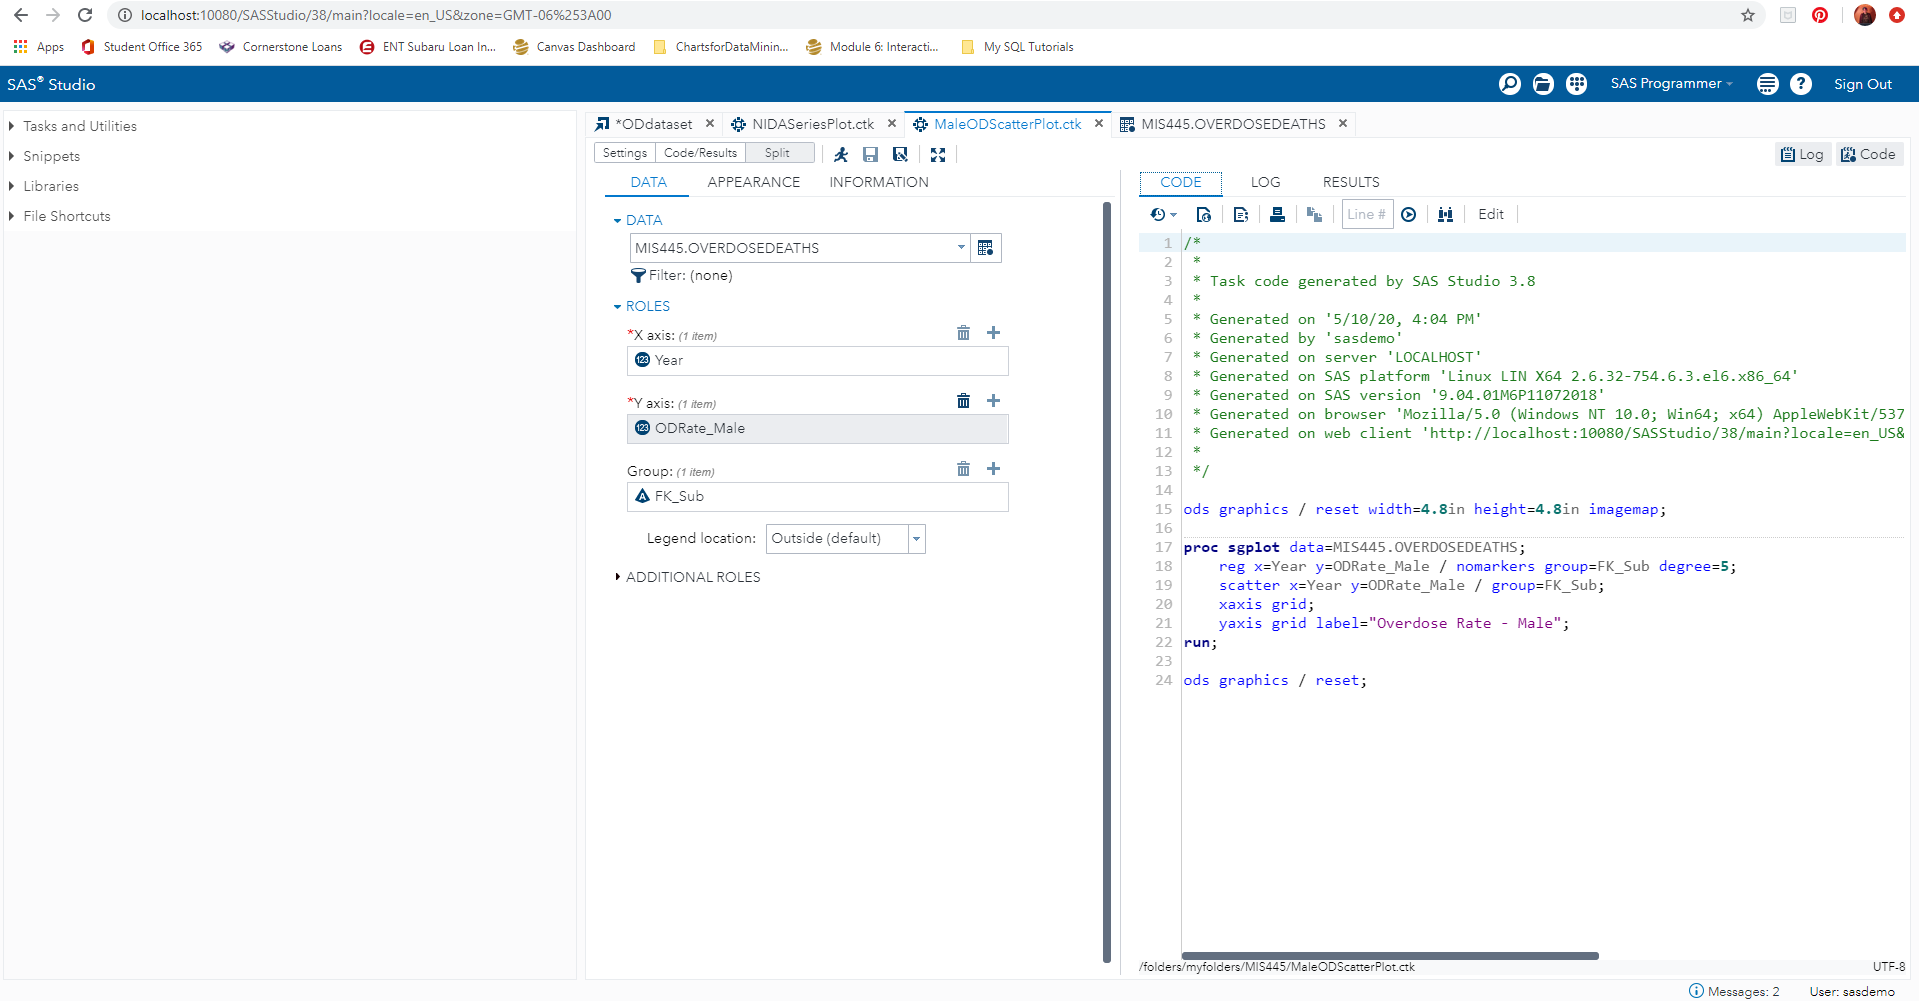 localhost:10080/SASStudio/38/main?locale=en_US&zone=GMT-06%253A00
Apps Student Office 365 Cornerstone Loans ENT Subaru Loan In... Canvas Dashboard ChartsforDataMinin... Module 6: Interacti... My SQL Tutorials
SAS® Studio SAS Programmer Sign Out
Tasks and Utilities
Snippets
Libraries
File Shortcuts
*ODdataset × NIDASeriesPlot.ctk × MaleODScatterPlot.ctk × MIS445.OVERDOSEDEATHS ×
Settings Code/Results Split
Log Code
DATA APPEARANCE INFORMATION
DATA
MIS445.OVERDOSEDEATHS
Filter: (none)
ROLES
*X axis: (1 item)
123 Year
*Y axis: (1 item)
123 ODRate_Male
Group: (1 item)
A FK_Sub
Legend location: Outside (default)
ADDITIONAL ROLES
CODE LOG RESULTS
Line # Edit
1 /*
2 *
3 * Task code generated by SAS Studio 3.8
4 *
5 * Generated on '5/10/20, 4:04 PM'
6 * Generated by 'sasdemo'
7 * Generated on server 'LOCALHOST'
8 * Generated on SAS platform 'Linux LIN X64 2.6.32-754.6.3.el6.x86_64'
9 * Generated on SAS version '9.04.01M6P11072018'
10 * Generated on browser 'Mozilla/5.0 (Windows NT 10.0; Win64; x64) AppleWebKit/537
11 * Generated on web client 'http://localhost:10080/SASStudio/38/main?locale=en_US&
12 *
13 */
14
15 ods graphics / reset width=4.8in height=4.8in imagemap;
16
17 proc sgplot data=MIS445.OVERDOSEDEATHS;
18 reg x=Year y=ODRate_Male / nomarkers group=FK_Sub degree=5;
19 scatter x=Year y=ODRate_Male / group=FK_Sub;
20 xaxis grid;
21 yaxis grid label="Overdose Rate - Male";
22 run;
23
24 ods graphics / reset;
/folders/myfolders/MIS445/MaleODScatterPlot.ctk UTF-8
Messages: 2 User: sasdemo